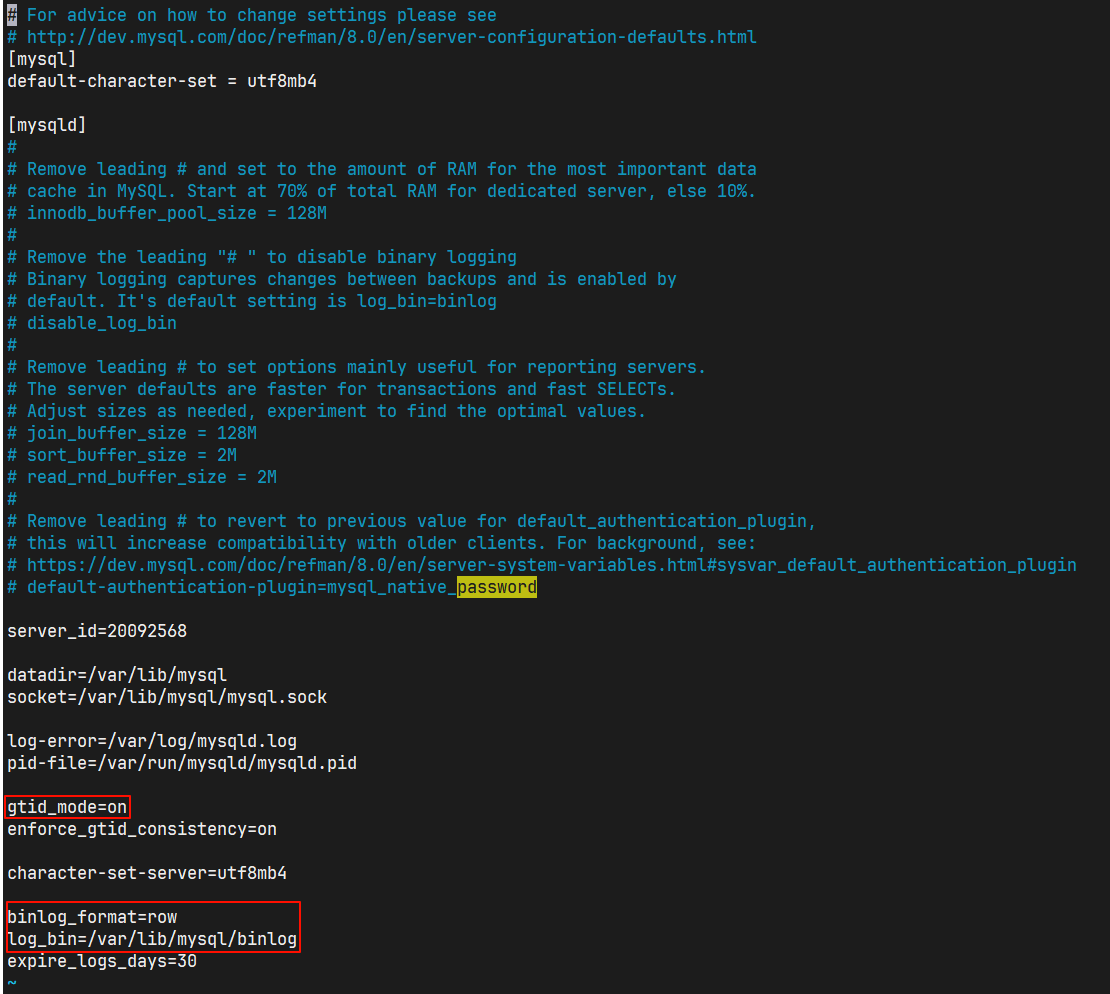 # For advice on how to change settings please see
# http://dev.mysql.com/doc/refman/8.0/en/server-configuration-defaults.html
[mysql]
default-character-set = utf8mb4
[mysqld]
#
# Remove leading # and set to the amount of RAM for the most important data
# cache in MySQL. Start at 70% of total RAM for dedicated server, else 10%.
# innodb_buffer_pool_size = 128M
#
# Remove the leading "# " to disable binary logging
# Binary logging captures changes between backups and is enabled by
# default. It's default setting is log_bin=binlog
# disable_log_bin
#
# Remove leading # to set options mainly useful for reporting servers.
# The server defaults are faster for transactions and fast SELECTs.
# Adjust sizes as needed, experiment to find the optimal values.
# join_buffer_size = 128M
# sort_buffer_size = 2M
# read_rnd_buffer_size = 2M
#
# Remove leading # to revert to previous value for default_authentication_plugin,
# this will increase compatibility with older clients. For background, see:
# https://dev.mysql.com/doc/refman/8.0/en/server-system-variables.html#sysvar_default_authentication_plugin
# default-authentication-plugin=mysql_native_password
server_id=20092568
datadir=/var/lib/mysql
socket=/var/lib/mysql/mysql.sock
log-error=/var/log/mysqld.log
pid-file=/var/run/mysqld/mysqld.pid
gtid_mode=on
enforce_gtid_consistency=on
character-set-server=utf8mb4
binlog_format=row
log_bin=/var/lib/mysql/binlog
expire_logs_days=30
~